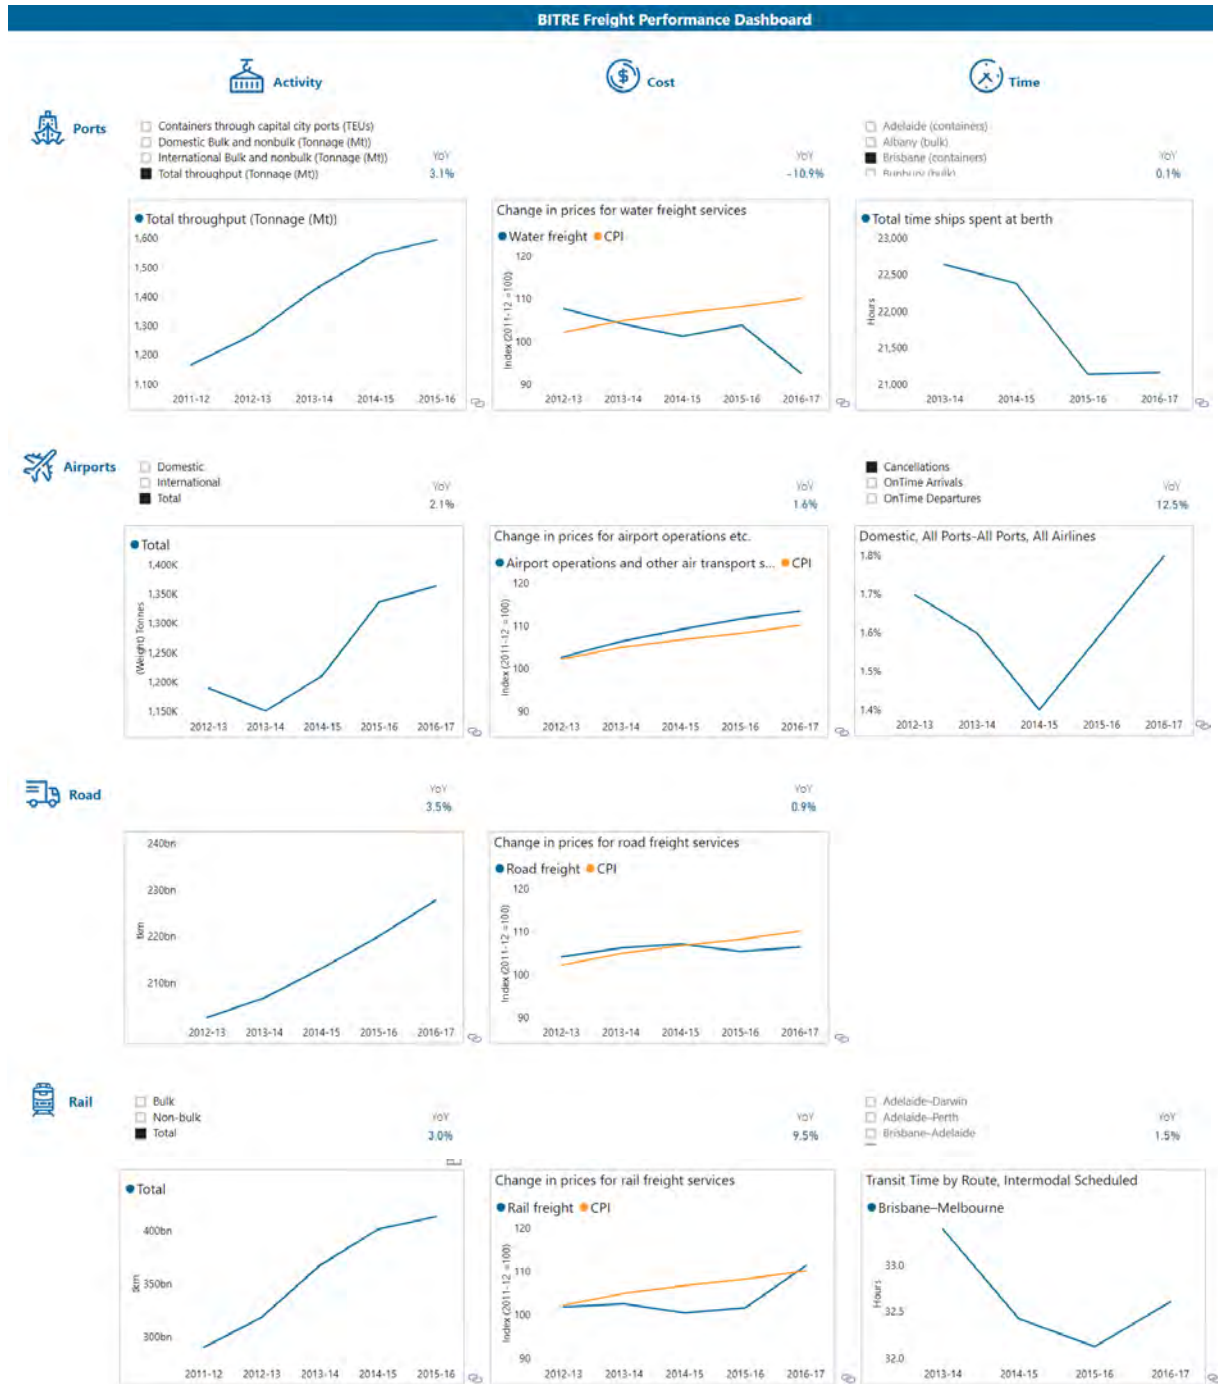 BITRE Freight Performance Dashboard
Activity
Cost
Time
Ports
Containers through capital city ports (TEUs)
Domestic Bulk and nonbulk (Tonnage (Mt))
International Bulk and nonbulk (Tonnage (Mt))
Total throughput (Tonnage (Mt))
YoY
3.1%
YoY
-10.9%
Adelaide (containers)
Albany (bulk)
Brisbane (containers)
Bunbury (bulk)
YoY
0.1%
Total throughput (Tonnage (Mt))
1,600
1,500
1,400
1,300
1,200
1,100
2011-12 2012-13 2013-14 2014-15 2015-16
Change in prices for water freight services
Water freight CPI
Index (2011-12 =100)
120
110
100
90
2012-13 2013-14 2014-15 2015-16 2016-17
Total time ships spent at berth
Hours
23,000
22,500
22,000
21,500
21,000
2013-14 2014-15 2015-16 2016-17
Airports
Domestic
International
Total
YoY
2.1%
YoY
1.6%
Cancellations
OnTime Arrivals
OnTime Departures
YoY
12.5%
Total
(Weight) Tonnes
1,400K
1,350K
1,300K
1,250K
1,200K
1,150K
2012-13 2013-14 2014-15 2015-16 2016-17
Change in prices for airport operations etc.
Airport operations and other air transport s... CPI
Index (2011-12 =100)
120
110
100
90
2012-13 2013-14 2014-15 2015-16 2016-17
Domestic, All Ports-All Ports, All Airlines
1.8%
1.7%
1.6%
1.5%
1.4%
2012-13 2013-14 2014-15 2015-16 2016-17
Road
YoY
3.5%
YoY
0.9%
tkm
240bn
230bn
220bn
210bn
2012-13 2013-14 2014-15 2015-16 2016-17
Change in prices for road freight services
Road freight CPI
Index (2011-12 =100)
120
110
100
90
2012-13 2013-14 2014-15 2015-16 2016-17
Rail
Bulk
Non-bulk
Total
YoY
3.0%
YoY
9.5%
Adelaide–Darwin
Adelaide–Perth
Brisbane–Adelaide
YoY
1.5%
Total
tkm
400bn
350bn
300bn
2011-12 2012-13 2013-14 2014-15 2015-16
Change in prices for rail freight services
Rail freight CPI
Index (2011-12 =100)
120
110
100
90
2012-13 2013-14 2014-15 2015-16 2016-17
Transit Time by Route, Intermodal Scheduled
Brisbane–Melbourne
Hours
33.0
32.5
32.0
2013-14 2014-15 2015-16 2016-17